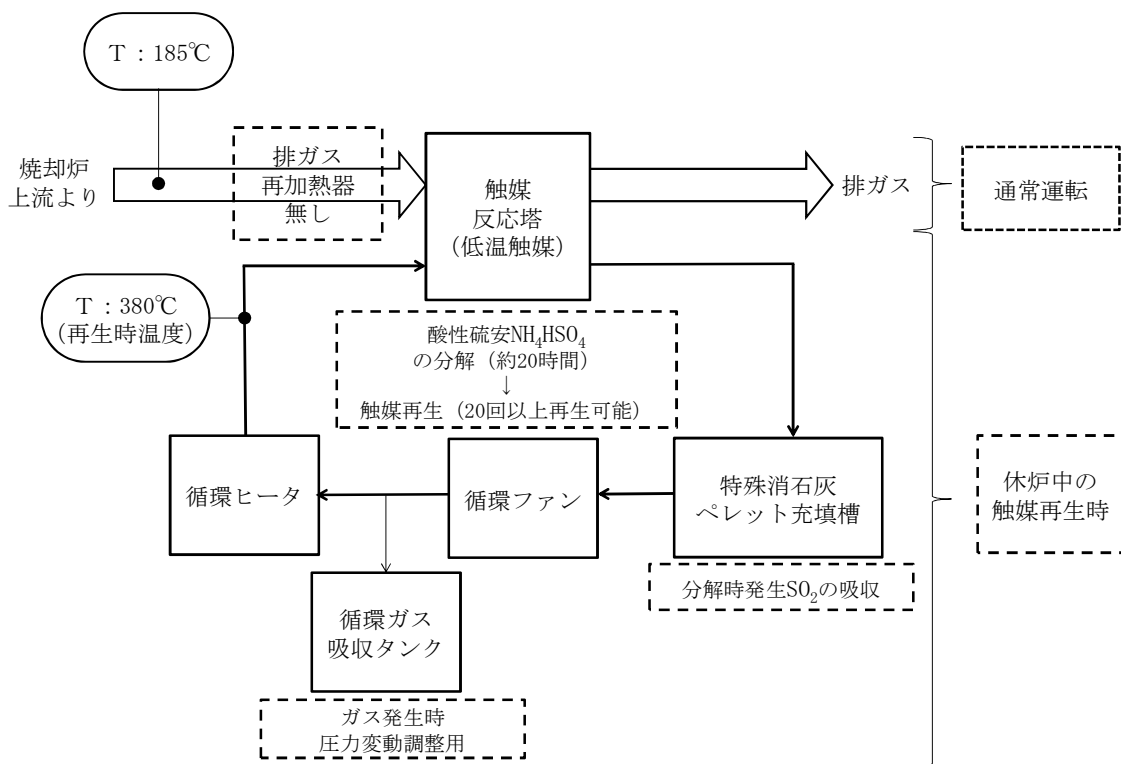 T：185℃
焼却炉
上流より
排ガス
再加熱器
無し
触媒
反応塔
(低温触媒)
排ガス
通常運転
T：380℃
(再生時温度)
酸性硫安NH₄HSO₄
の分解（約20時間）
↓
触媒再生（20回以上再生可能）
循環ヒータ
循環ファン
特殊消石灰
ペレット充填槽
休炉中の
触媒再生時
分解時発生SO₂の吸収
循環ガス
吸収タンク
ガス発生時
圧力変動調整用